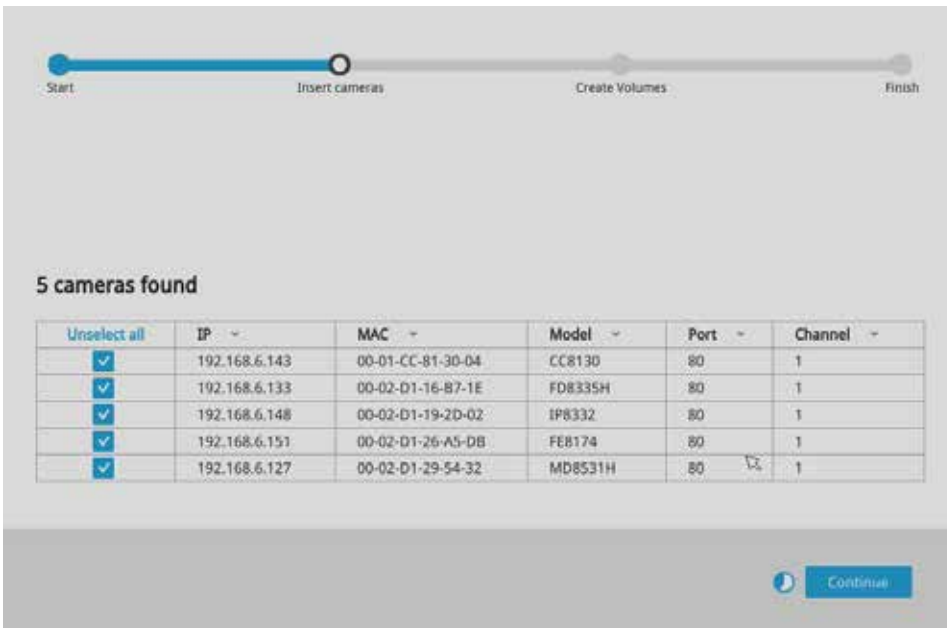 Start Insert cameras Create Volumes Finish
5 cameras found
Unselect all IP MAC Model Port Channel
192.168.6.143 00-01-CC-81-30-04 CC8130 80 1
192.168.6.133 00-02-D1-16-B7-1E FD8335H 80 1
192.168.6.148 00-02-D1-19-2D-02 IP8332 80 1
192.168.6.151 00-02-D1-26-A5-DB FE8174 80 1
192.168.6.127 00-02-D1-29-54-32 MD8531H 80 1
Continue